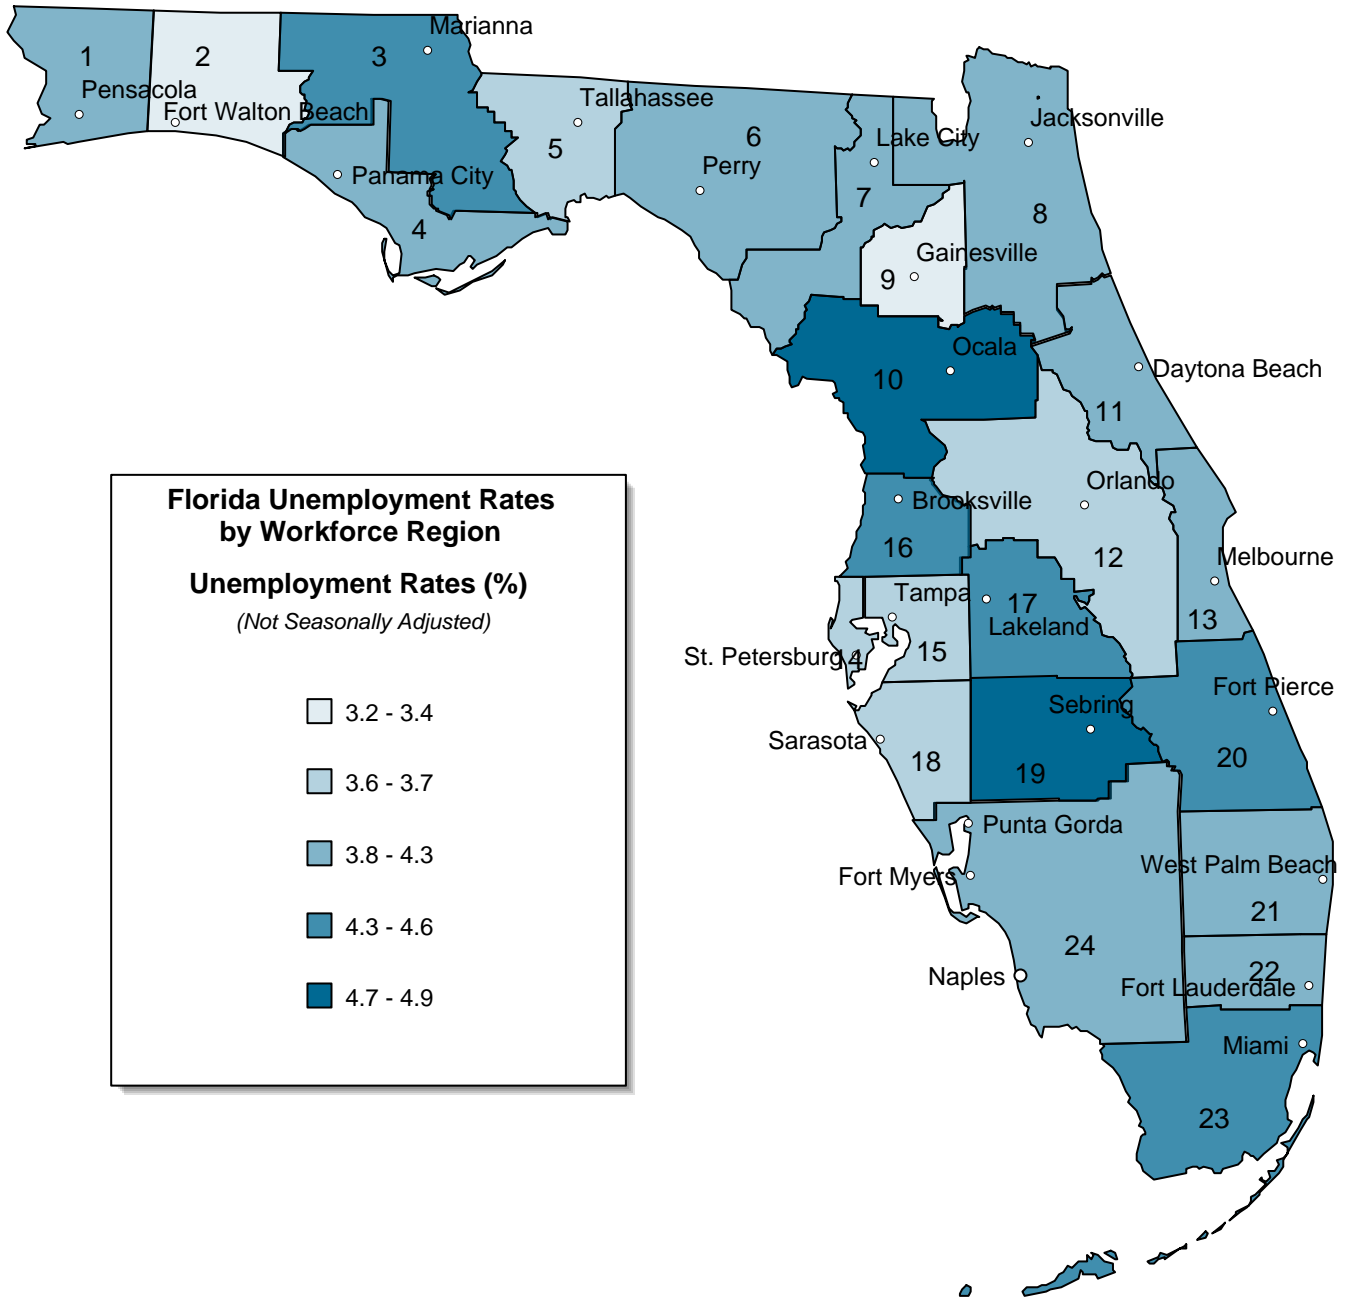 Marianna
1
2
3
Pensacola
Fort Walton Beach
Tallahassee
5
6
Lake City
Jacksonville
Perry
Panama City
7
4
8
Gainesville
9
Ocala
10
Daytona Beach
11
Florida Unemployment Rates
by Workforce Region
Unemployment Rates (%)
(Not Seasonally Adjusted)
3.2 - 3.4
3.6 - 3.7
3.8 - 4.3
4.3 - 4.6
4.7 - 4.9
Orlando
Brooksville
16
12
Melbourne
Tampa
17
13
Lakeland
15
St. Petersburg
Fort Pierce
Sebring
Sarasota
18
19
20
Punta Gorda
West Palm Beach
Fort Myers
21
24
22
Naples
Fort Lauderdale
Miami
23